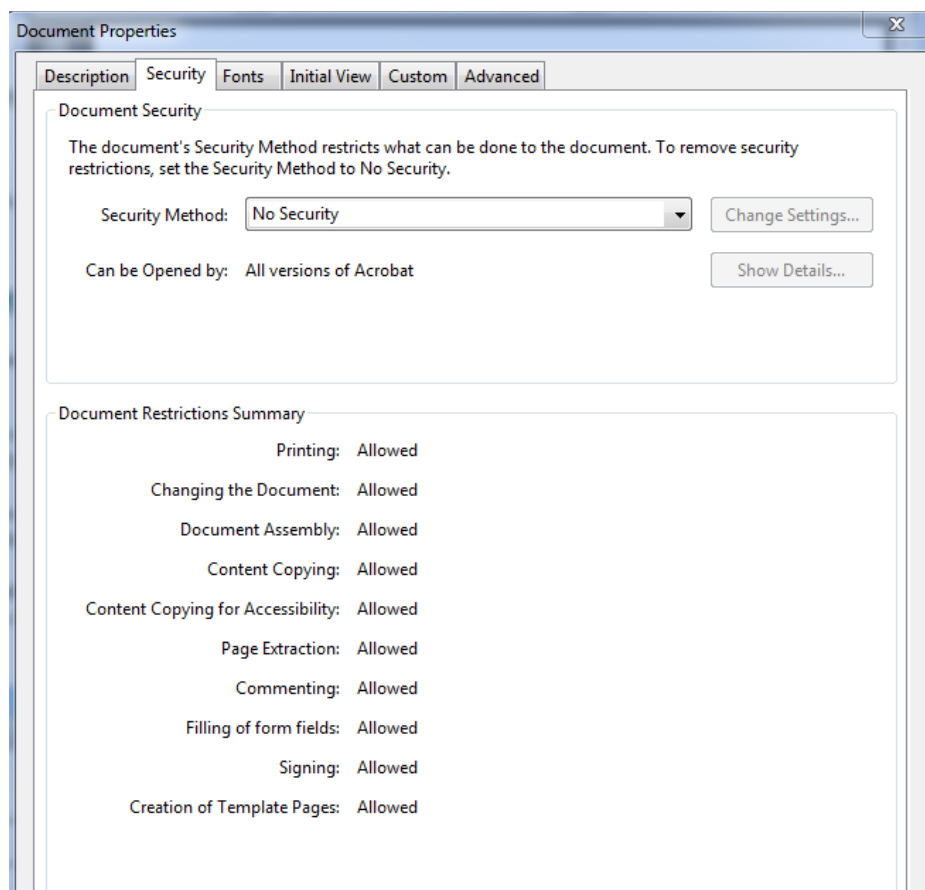 Document Properties
Description Security Fonts Initial View Custom Advanced
Document Security
The document's Security Method restricts what can be done to the document. To remove security
restrictions, set the Security Method to No Security.
Security Method: No Security Change Settings...
Can be Opened by: All versions of Acrobat Show Details...
Document Restrictions Summary
Printing: Allowed
Changing the Document: Allowed
Document Assembly: Allowed
Content Copying: Allowed
Content Copying for Accessibility: Allowed
Page Extraction: Allowed
Commenting: Allowed
Filling of form fields: Allowed
Signing: Allowed
Creation of Template Pages: Allowed